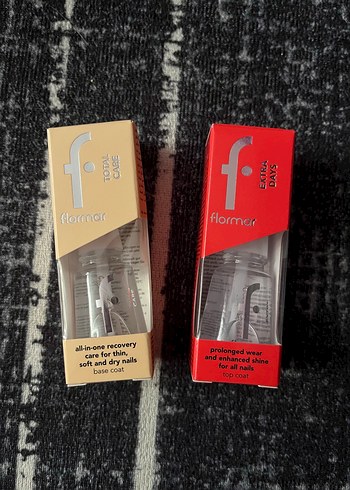 f
TOTAL
CARE
flormar
all-in-one recovery
care for thin,
soft and dry nails
base coat
f
EXTRA
DAYS
flormar
f
prolonged wear
and enhanced shine
for all nails
top coat